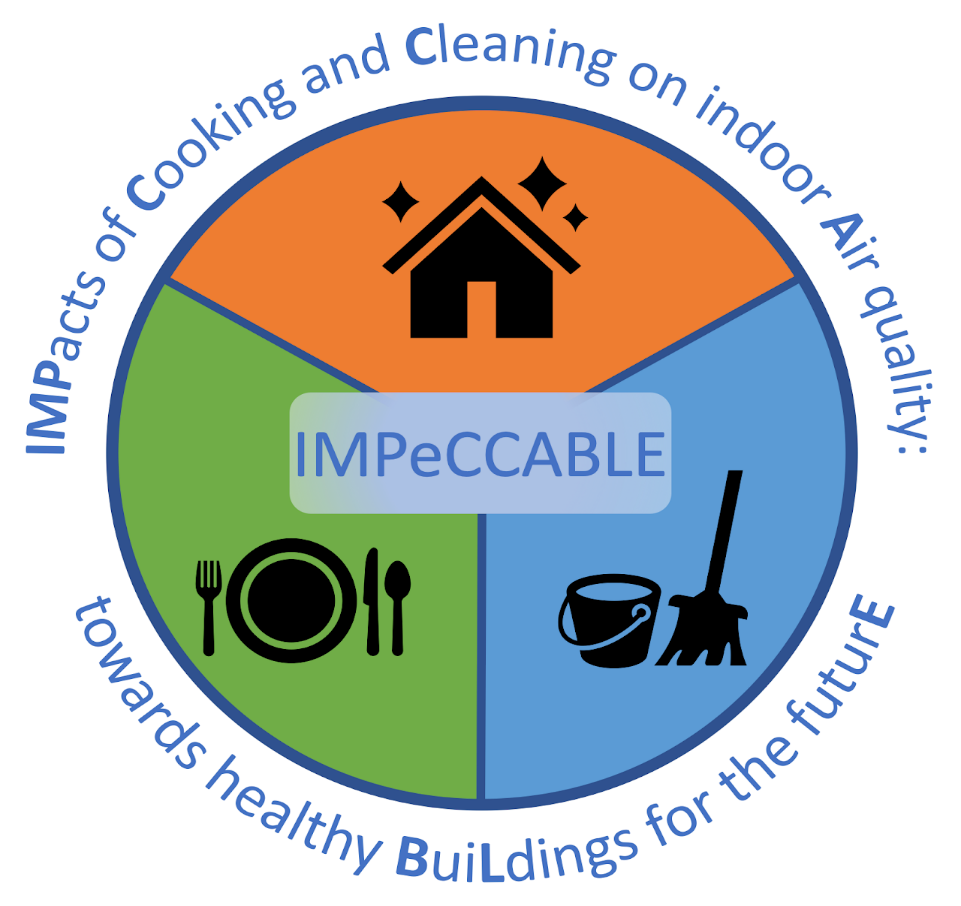 IMPacts of Cooking and Cleaning on indoor Air quality:
IMPeCCABLE
towards healthy BuiLdings for the futurE